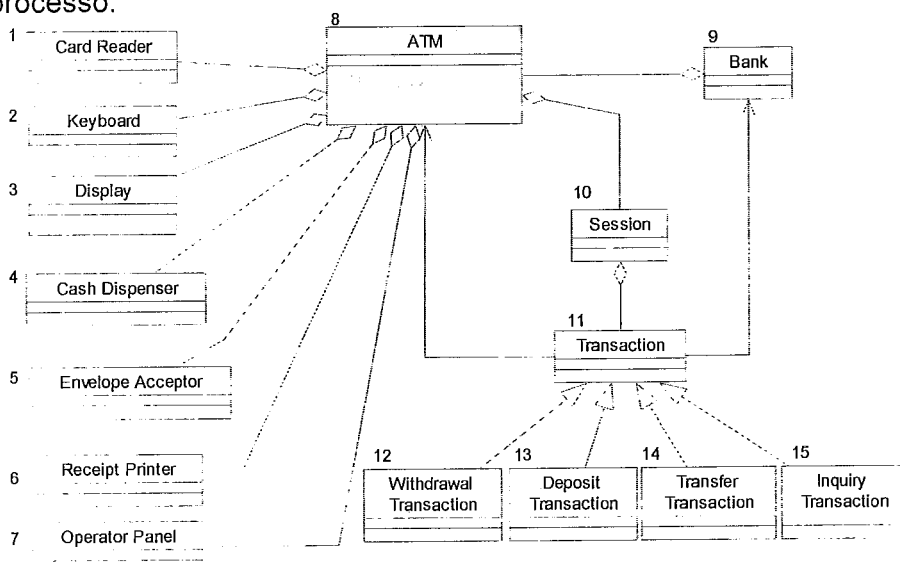 processo.
1
Card Reader
2
Keyboard
3
Display
4
Cash Dispenser
5
Envelope Acceptor
6
Receipt Printer
7
Operator Panel
8
ATM
9
Bank
10
Session
11
Transaction
12
Withdrawal
Transaction
13
Deposit
Transaction
14
Transfer
Transaction
15
Inquiry
Transaction